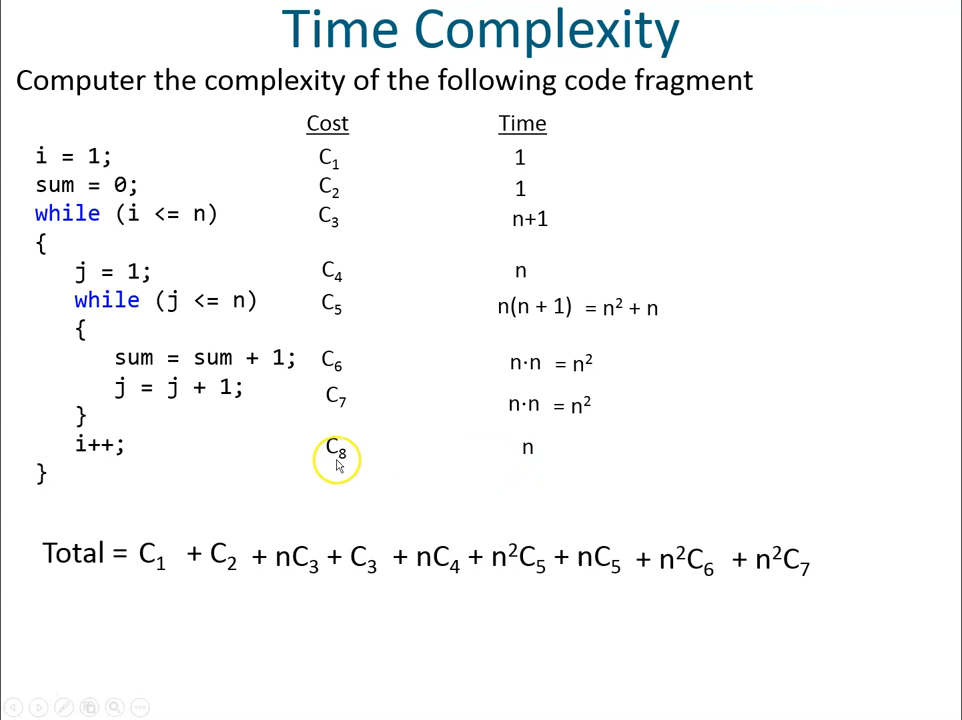 Time Complexity
Computer the complexity of the following code fragment
Cost Time
i = 1; C₁ 1
sum = 0; C₂ 1
while (i <= n) C₃ n+1
{
j = 1; C₄ n
while (j <= n) C₅ n(n + 1) = n² + n
{
sum = sum + 1; C₆ n·n = n²
j = j + 1; C₇ n·n = n²
}
i++; C₈ n
}
Total = C₁ + C₂ + nC₃ + C₃ + nC₄ + n²C₅ + nC₅ + n²C₆ + n²C₇